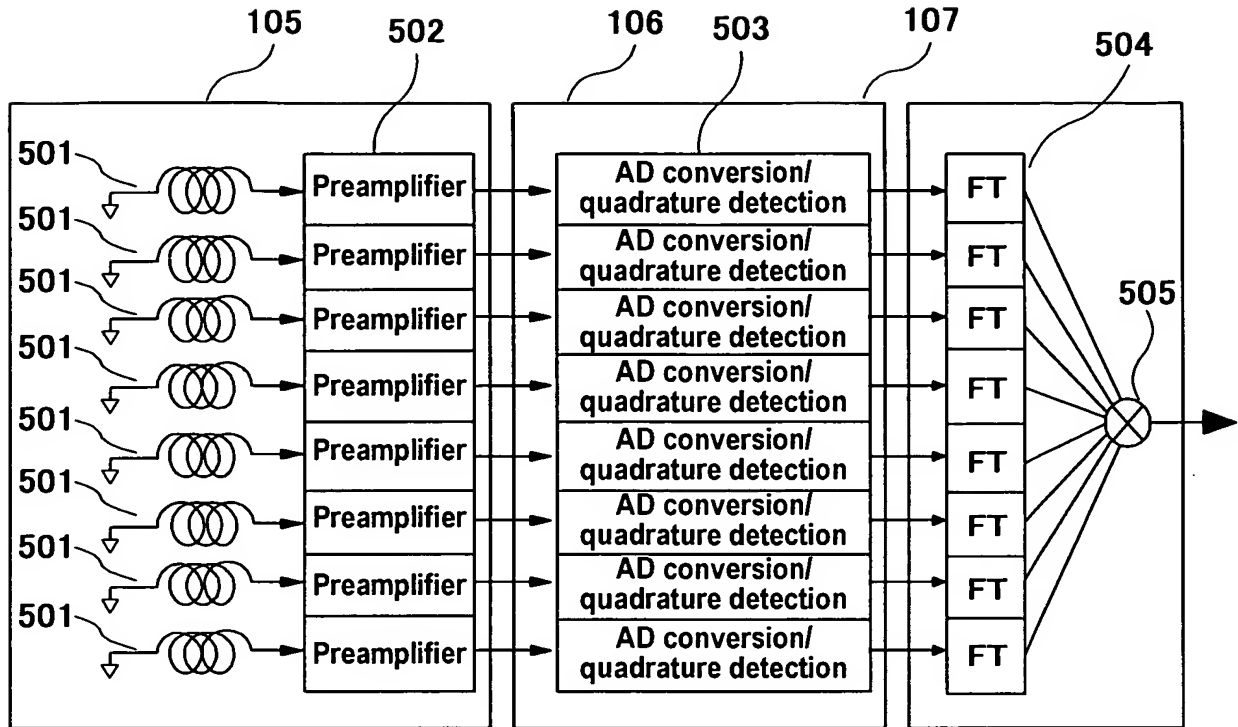 105
502
106
503
107
504
501
Preamplifier
AD conversion/
quadrature detection
FT
501
Preamplifier
AD conversion/
quadrature detection
FT
501
Preamplifier
AD conversion/
quadrature detection
FT
505
501
Preamplifier
AD conversion/
quadrature detection
FT
501
Preamplifier
AD conversion/
quadrature detection
FT
501
Preamplifier
AD conversion/
quadrature detection
FT
501
Preamplifier
AD conversion/
quadrature detection
FT
501
Preamplifier
AD conversion/
quadrature detection
FT